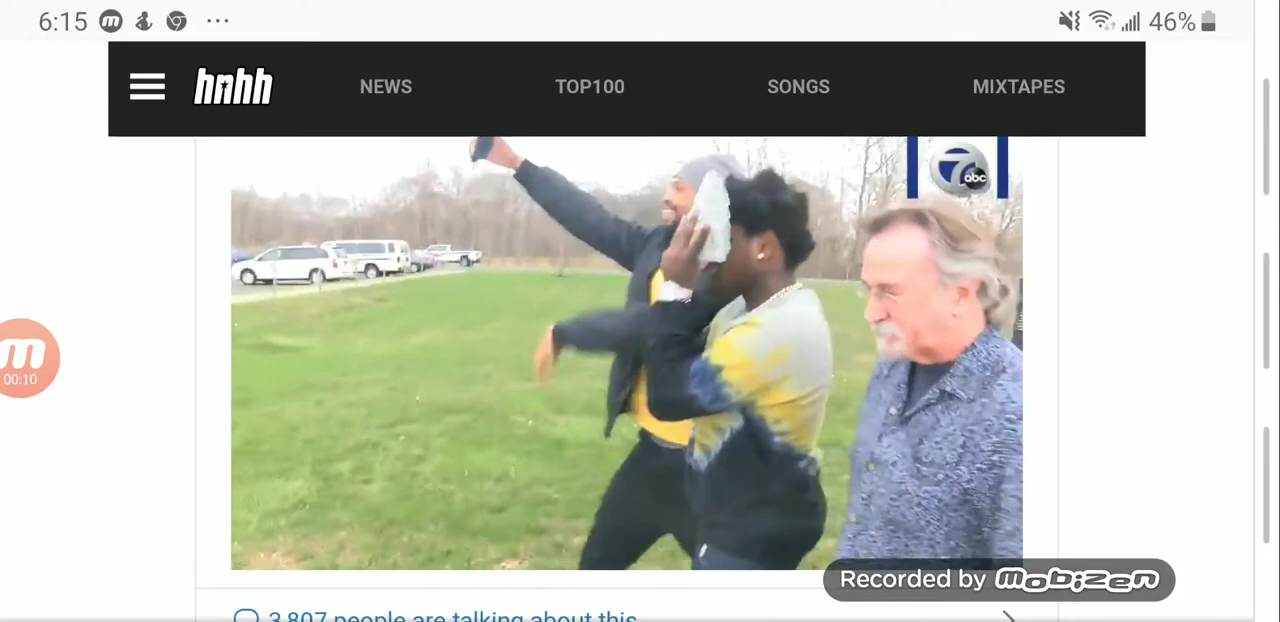 6:15 m ... 46%
hnhh NEWS TOP100 SONGS MIXTAPES
7 abc
m
00:10
Recorded by mobizen
3,807 people are talking about this